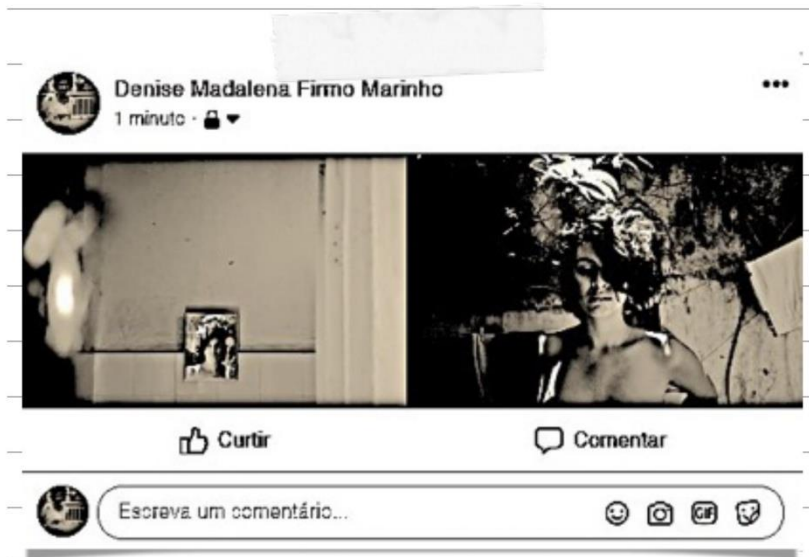 Denise Madalena Firmo Marinho
1 minuto ·
Curtir
Comentar
Escreva um comentário...
GIF